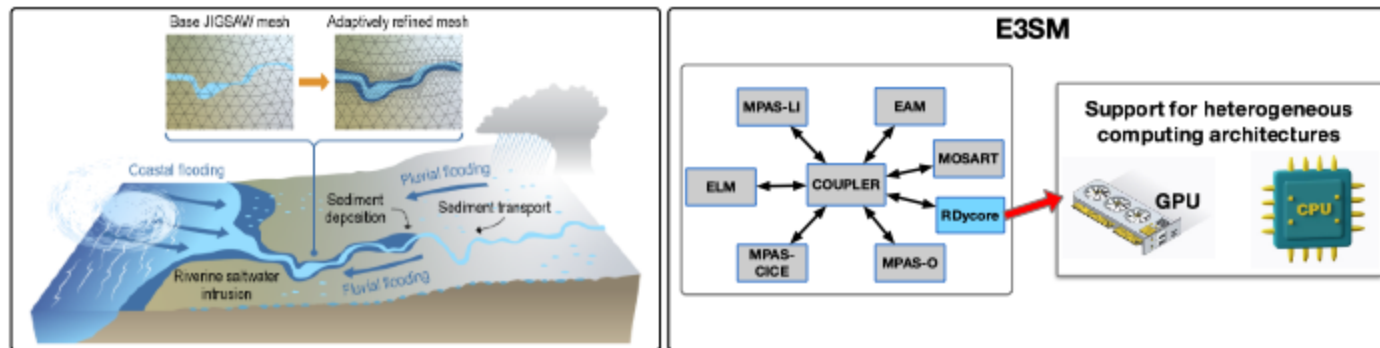 Base JIGSAW mesh
Adaptively refined mesh
Coastal flooding
Pluvial flooding
Sediment
deposition
Sediment transport
Riverine saltwater
intrusion
Fluvial flooding
E3SM
MPAS-LI
EAM
MOSART
ELM
COUPLER
RDycore
MPAS-
CICE
MPAS-O
Support for heterogeneous
computing architectures
GPU
CPU